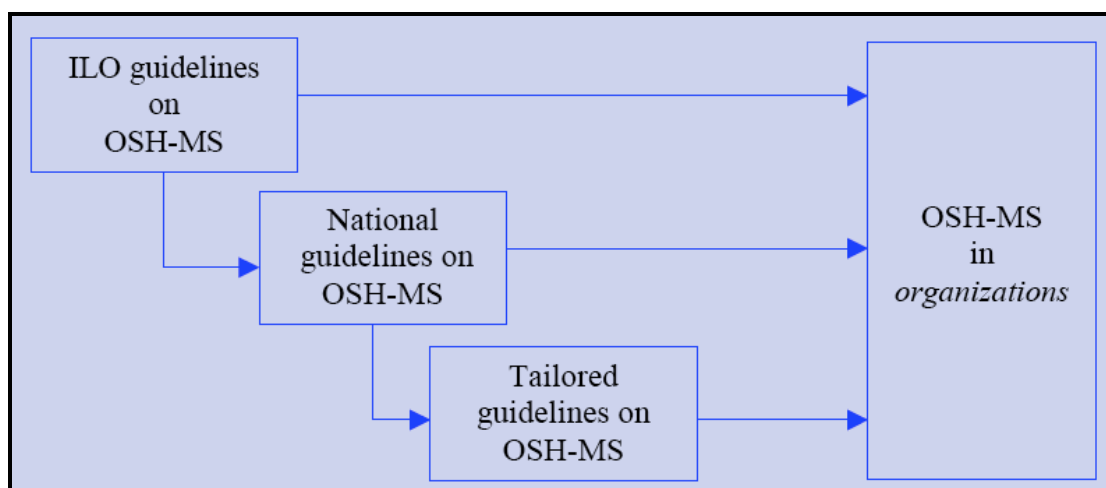 ILO guidelines
on
OSH-MS
National
guidelines on
OSH-MS
Tailored
guidelines on
OSH-MS
OSH-MS
in
organizations